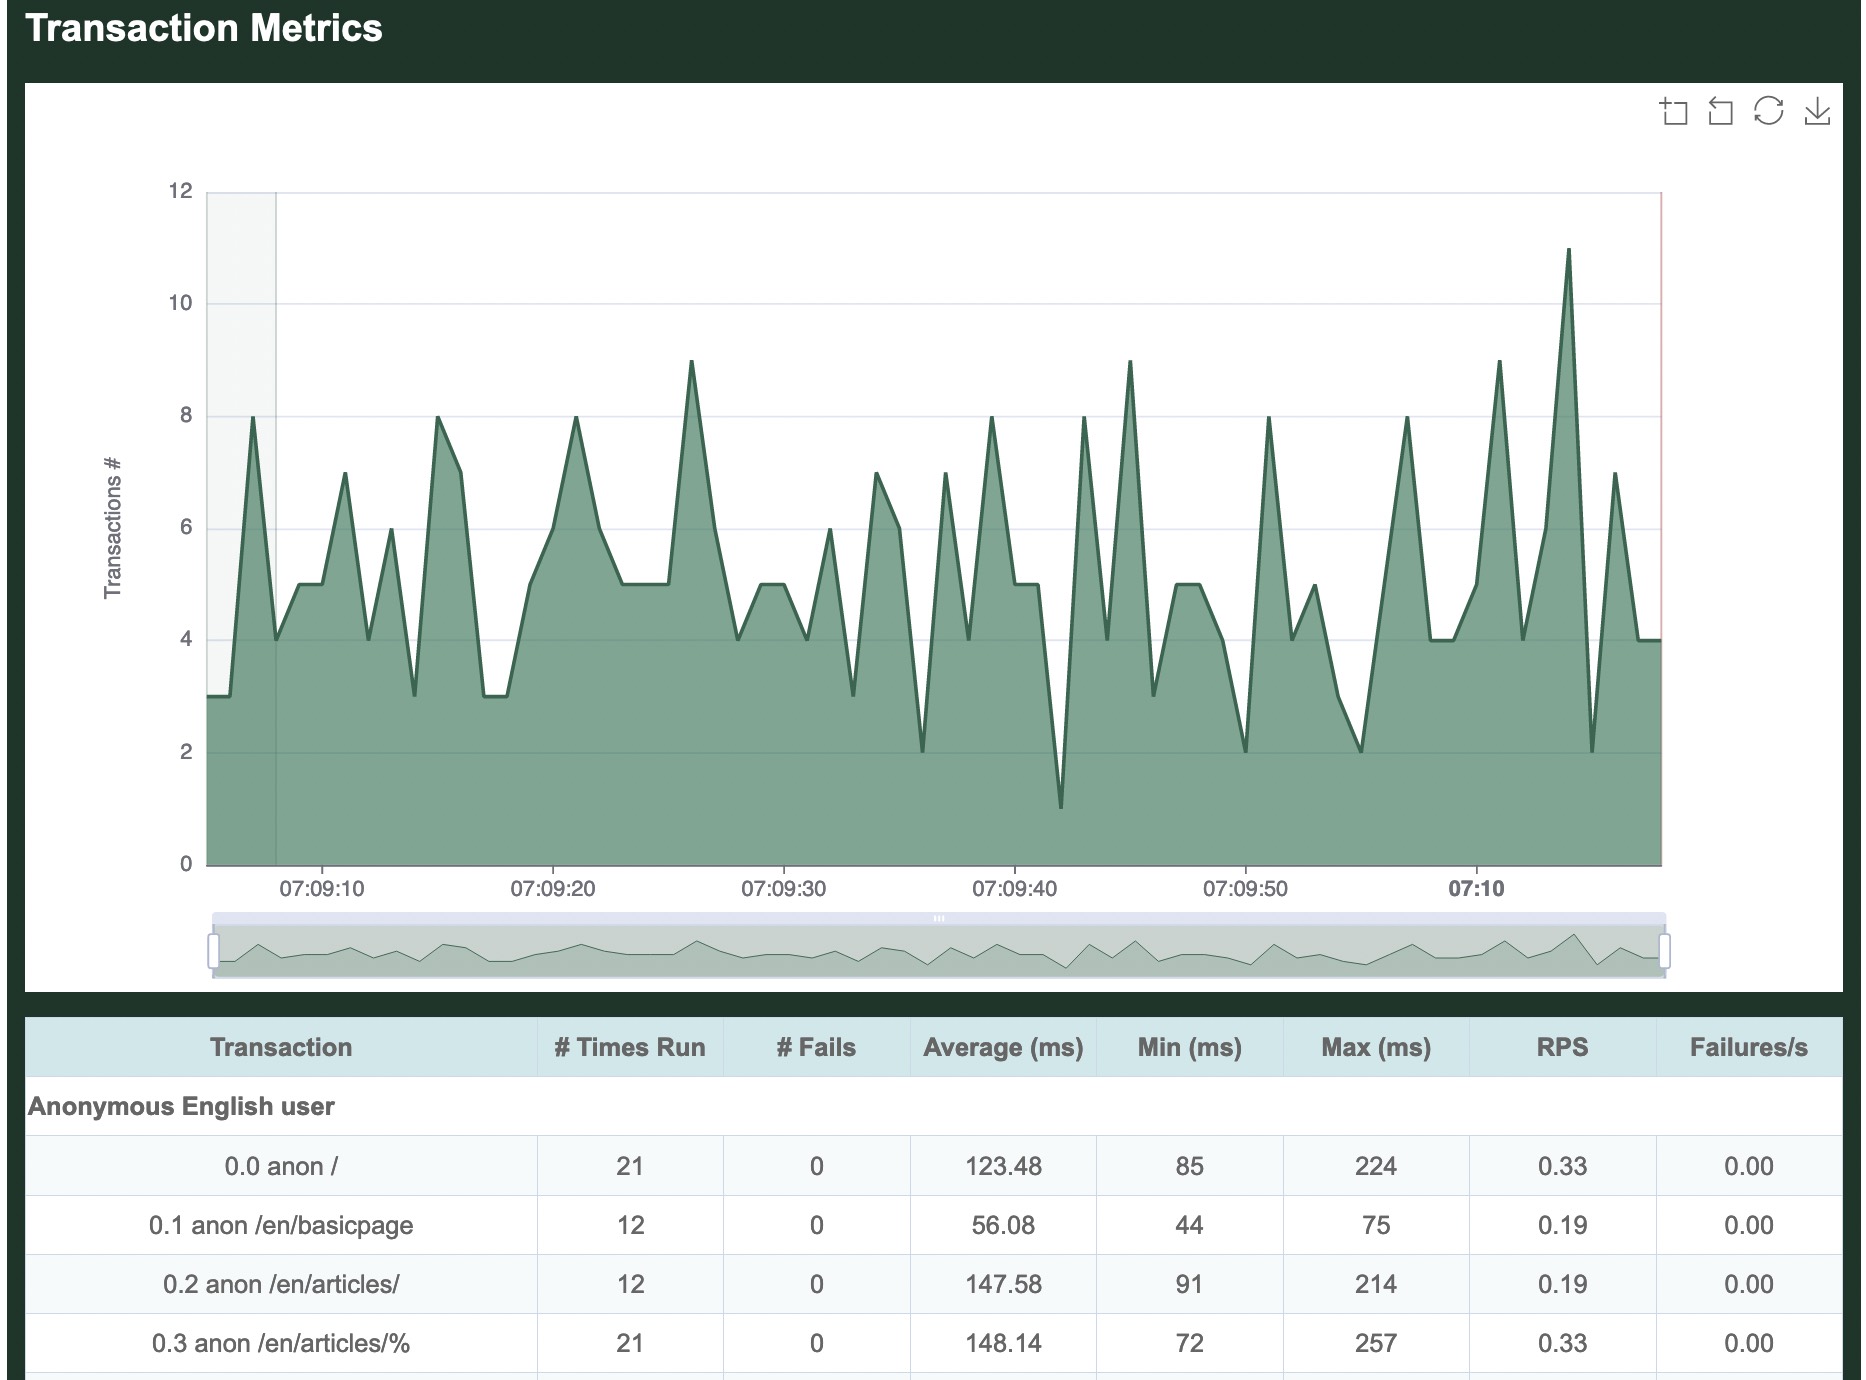 Transaction Metrics
12
10
8
6
4
2
0
Transactions #
07:09:10 07:09:20 07:09:30 07:09:40 07:09:50 07:10
Transaction # Times Run # Fails Average (ms) Min (ms) Max (ms) RPS Failures/s
Anonymous English user
0.0 anon / 21 0 123.48 85 224 0.33 0.00
0.1 anon /en/basicpage 12 0 56.08 44 75 0.19 0.00
0.2 anon /en/articles/ 12 0 147.58 91 214 0.19 0.00
0.3 anon /en/articles/% 21 0 148.14 72 257 0.33 0.00